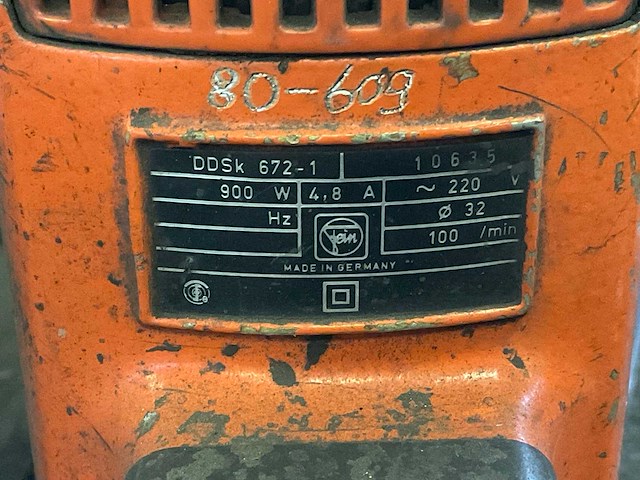 80-609
DDSk 672-1 10635
900 W 4,8 A ~ 220 V
Hz Fein Ø 32
100 /min
MADE IN GERMANY